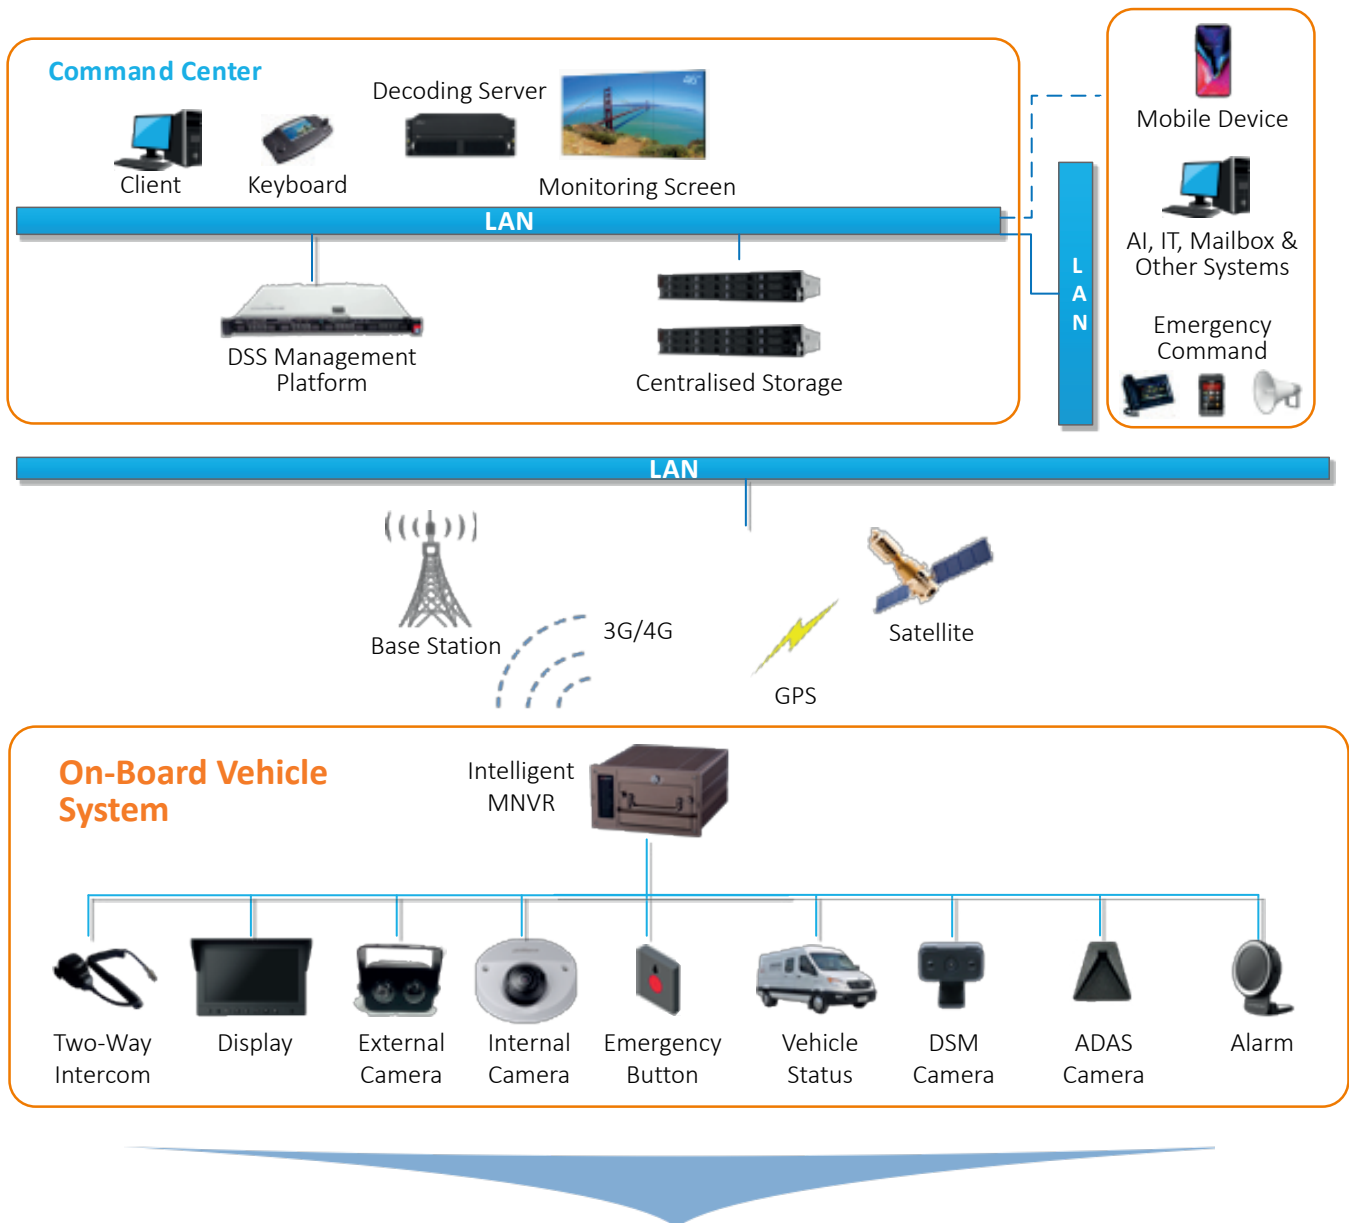 Command Center
Decoding Server
46"
Client
Keyboard
Monitoring Screen
LAN
DSS Management
Platform
Centralised Storage
LAN
Mobile Device
AI, IT, Mailbox &
Other Systems
Emergency
Command
LAN
Base Station
3G/4G
GPS
Satellite
On-Board Vehicle
System
Intelligent
MNVR
Two-Way
Intercom
Display
External
Camera
Internal
Camera
Emergency
Button
Vehicle
Status
DSM
Camera
ADAS
Camera
Alarm